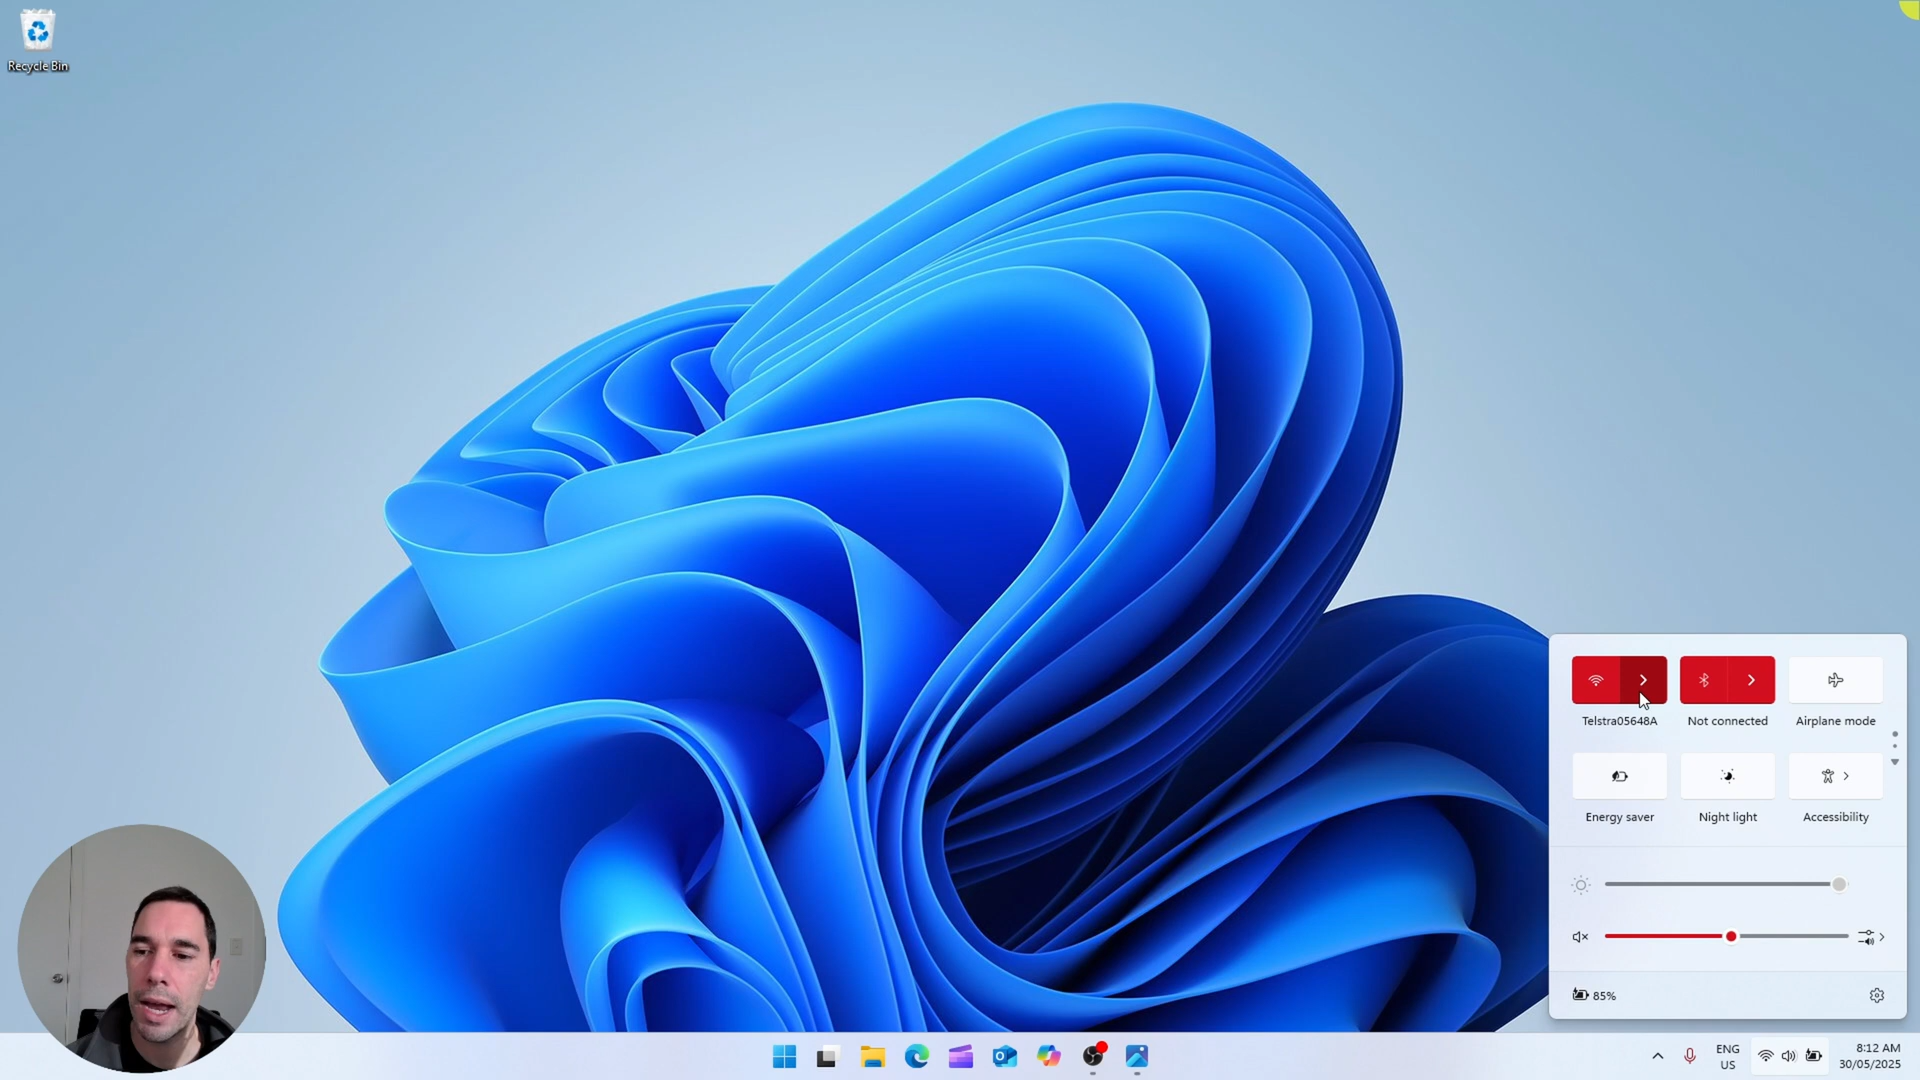 Recycle Bin
Telstra05648A
Not connected
Airplane mode
Energy saver
Night light
Accessibility
85%
ENG
US
8:12 AM
30/05/2025